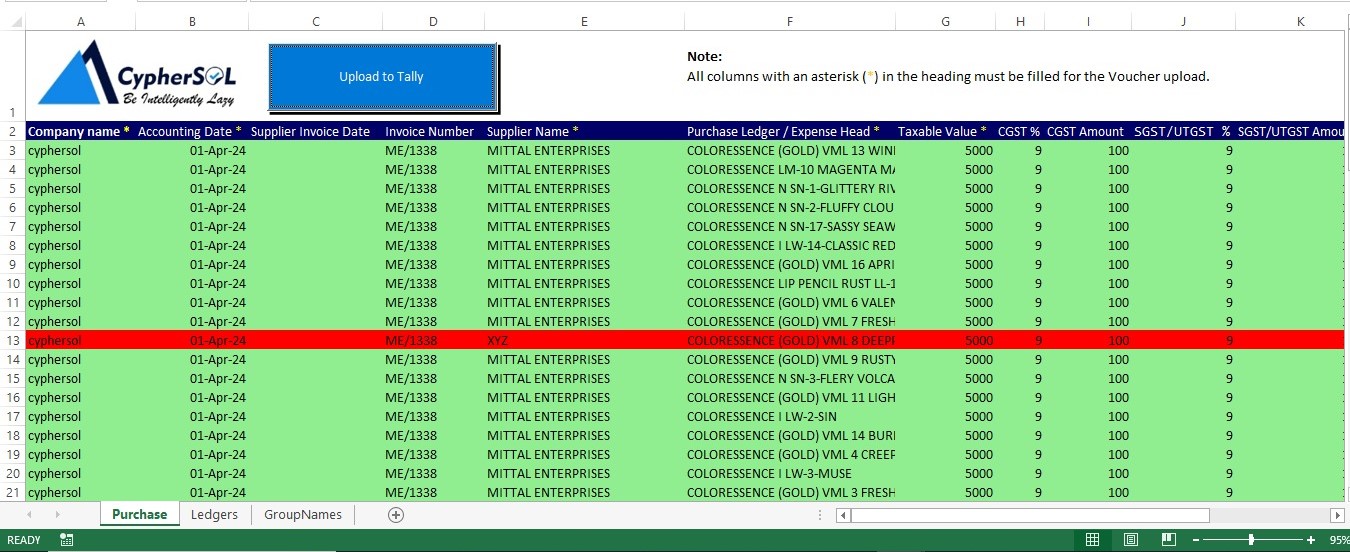 A B C D E F G H I J K
1
CypherSOL
Be Intelligently Lazy
Upload to Tally
Note:
All columns with an asterisk (*) in the heading must be filled for the Voucher upload.
2 Company name * Accounting Date * Supplier Invoice Date Invoice Number Supplier Name * Purchase Ledger / Expense Head * Taxable Value * CGST % CGST Amount SGST/UTGST % SGST/UTGST Amou
3 cyphersol 01-Apr-24 ME/1338 MITTAL ENTERPRISES COLORESSENCE (GOLD) VML 13 WIN 5000 9 100 9
4 cyphersol 01-Apr-24 ME/1338 MITTAL ENTERPRISES COLORESSENCE LM-10 MAGENTA MA 5000 9 100 9
5 cyphersol 01-Apr-24 ME/1338 MITTAL ENTERPRISES COLORESSENCE N SN-1-GLITTERY RIV 5000 9 100 9
6 cyphersol 01-Apr-24 ME/1338 MITTAL ENTERPRISES COLORESSENCE N SN-2-FLUFFY CLOU 5000 9 100 9
7 cyphersol 01-Apr-24 ME/1338 MITTAL ENTERPRISES COLORESSENCE N SN-17-SASSY SEAW 5000 9 100 9
8 cyphersol 01-Apr-24 ME/1338 MITTAL ENTERPRISES COLORESSENCE I LW-14-CLASSIC RED 5000 9 100 9
9 cyphersol 01-Apr-24 ME/1338 MITTAL ENTERPRISES COLORESSENCE (GOLD) VML 16 APRI 5000 9 100 9
10 cyphersol 01-Apr-24 ME/1338 MITTAL ENTERPRISES COLORESSENCE LIP PENCIL RUST LL-1 5000 9 100 9
11 cyphersol 01-Apr-24 ME/1338 MITTAL ENTERPRISES COLORESSENCE (GOLD) VML 6 VALEN 5000 9 100 9
12 cyphersol 01-Apr-24 ME/1338 MITTAL ENTERPRISES COLORESSENCE (GOLD) VML 7 FRESH 5000 9 100 9
13 cyphersol 01-Apr-24 ME/1338 XYZ COLORESSENCE (GOLD) VML 8 DEEP 5000 9 100 9
14 cyphersol 01-Apr-24 ME/1338 MITTAL ENTERPRISES COLORESSENCE (GOLD) VML 9 RUSTY 5000 9 100 9
15 cyphersol 01-Apr-24 ME/1338 MITTAL ENTERPRISES COLORESSENCE N SN-3-FLERY VOLCA 5000 9 100 9
16 cyphersol 01-Apr-24 ME/1338 MITTAL ENTERPRISES COLORESSENCE (GOLD) VML 11 LIGH 5000 9 100 9
17 cyphersol 01-Apr-24 ME/1338 MITTAL ENTERPRISES COLORESSENCE I LW-2-SIN 5000 9 100 9
18 cyphersol 01-Apr-24 ME/1338 MITTAL ENTERPRISES COLORESSENCE (GOLD) VML 14 BUR 5000 9 100 9
19 cyphersol 01-Apr-24 ME/1338 MITTAL ENTERPRISES COLORESSENCE (GOLD) VML 4 CREEP 5000 9 100 9
20 cyphersol 01-Apr-24 ME/1338 MITTAL ENTERPRISES COLORESSENCE I LW-3-MUSE 5000 9 100 9
21 cyphersol 01-Apr-24 ME/1338 MITTAL ENTERPRISES COLORESSENCE (GOLD) VML 3 FRESH 5000 9 100 9
Purchase Ledgers GroupNames
READY 95%